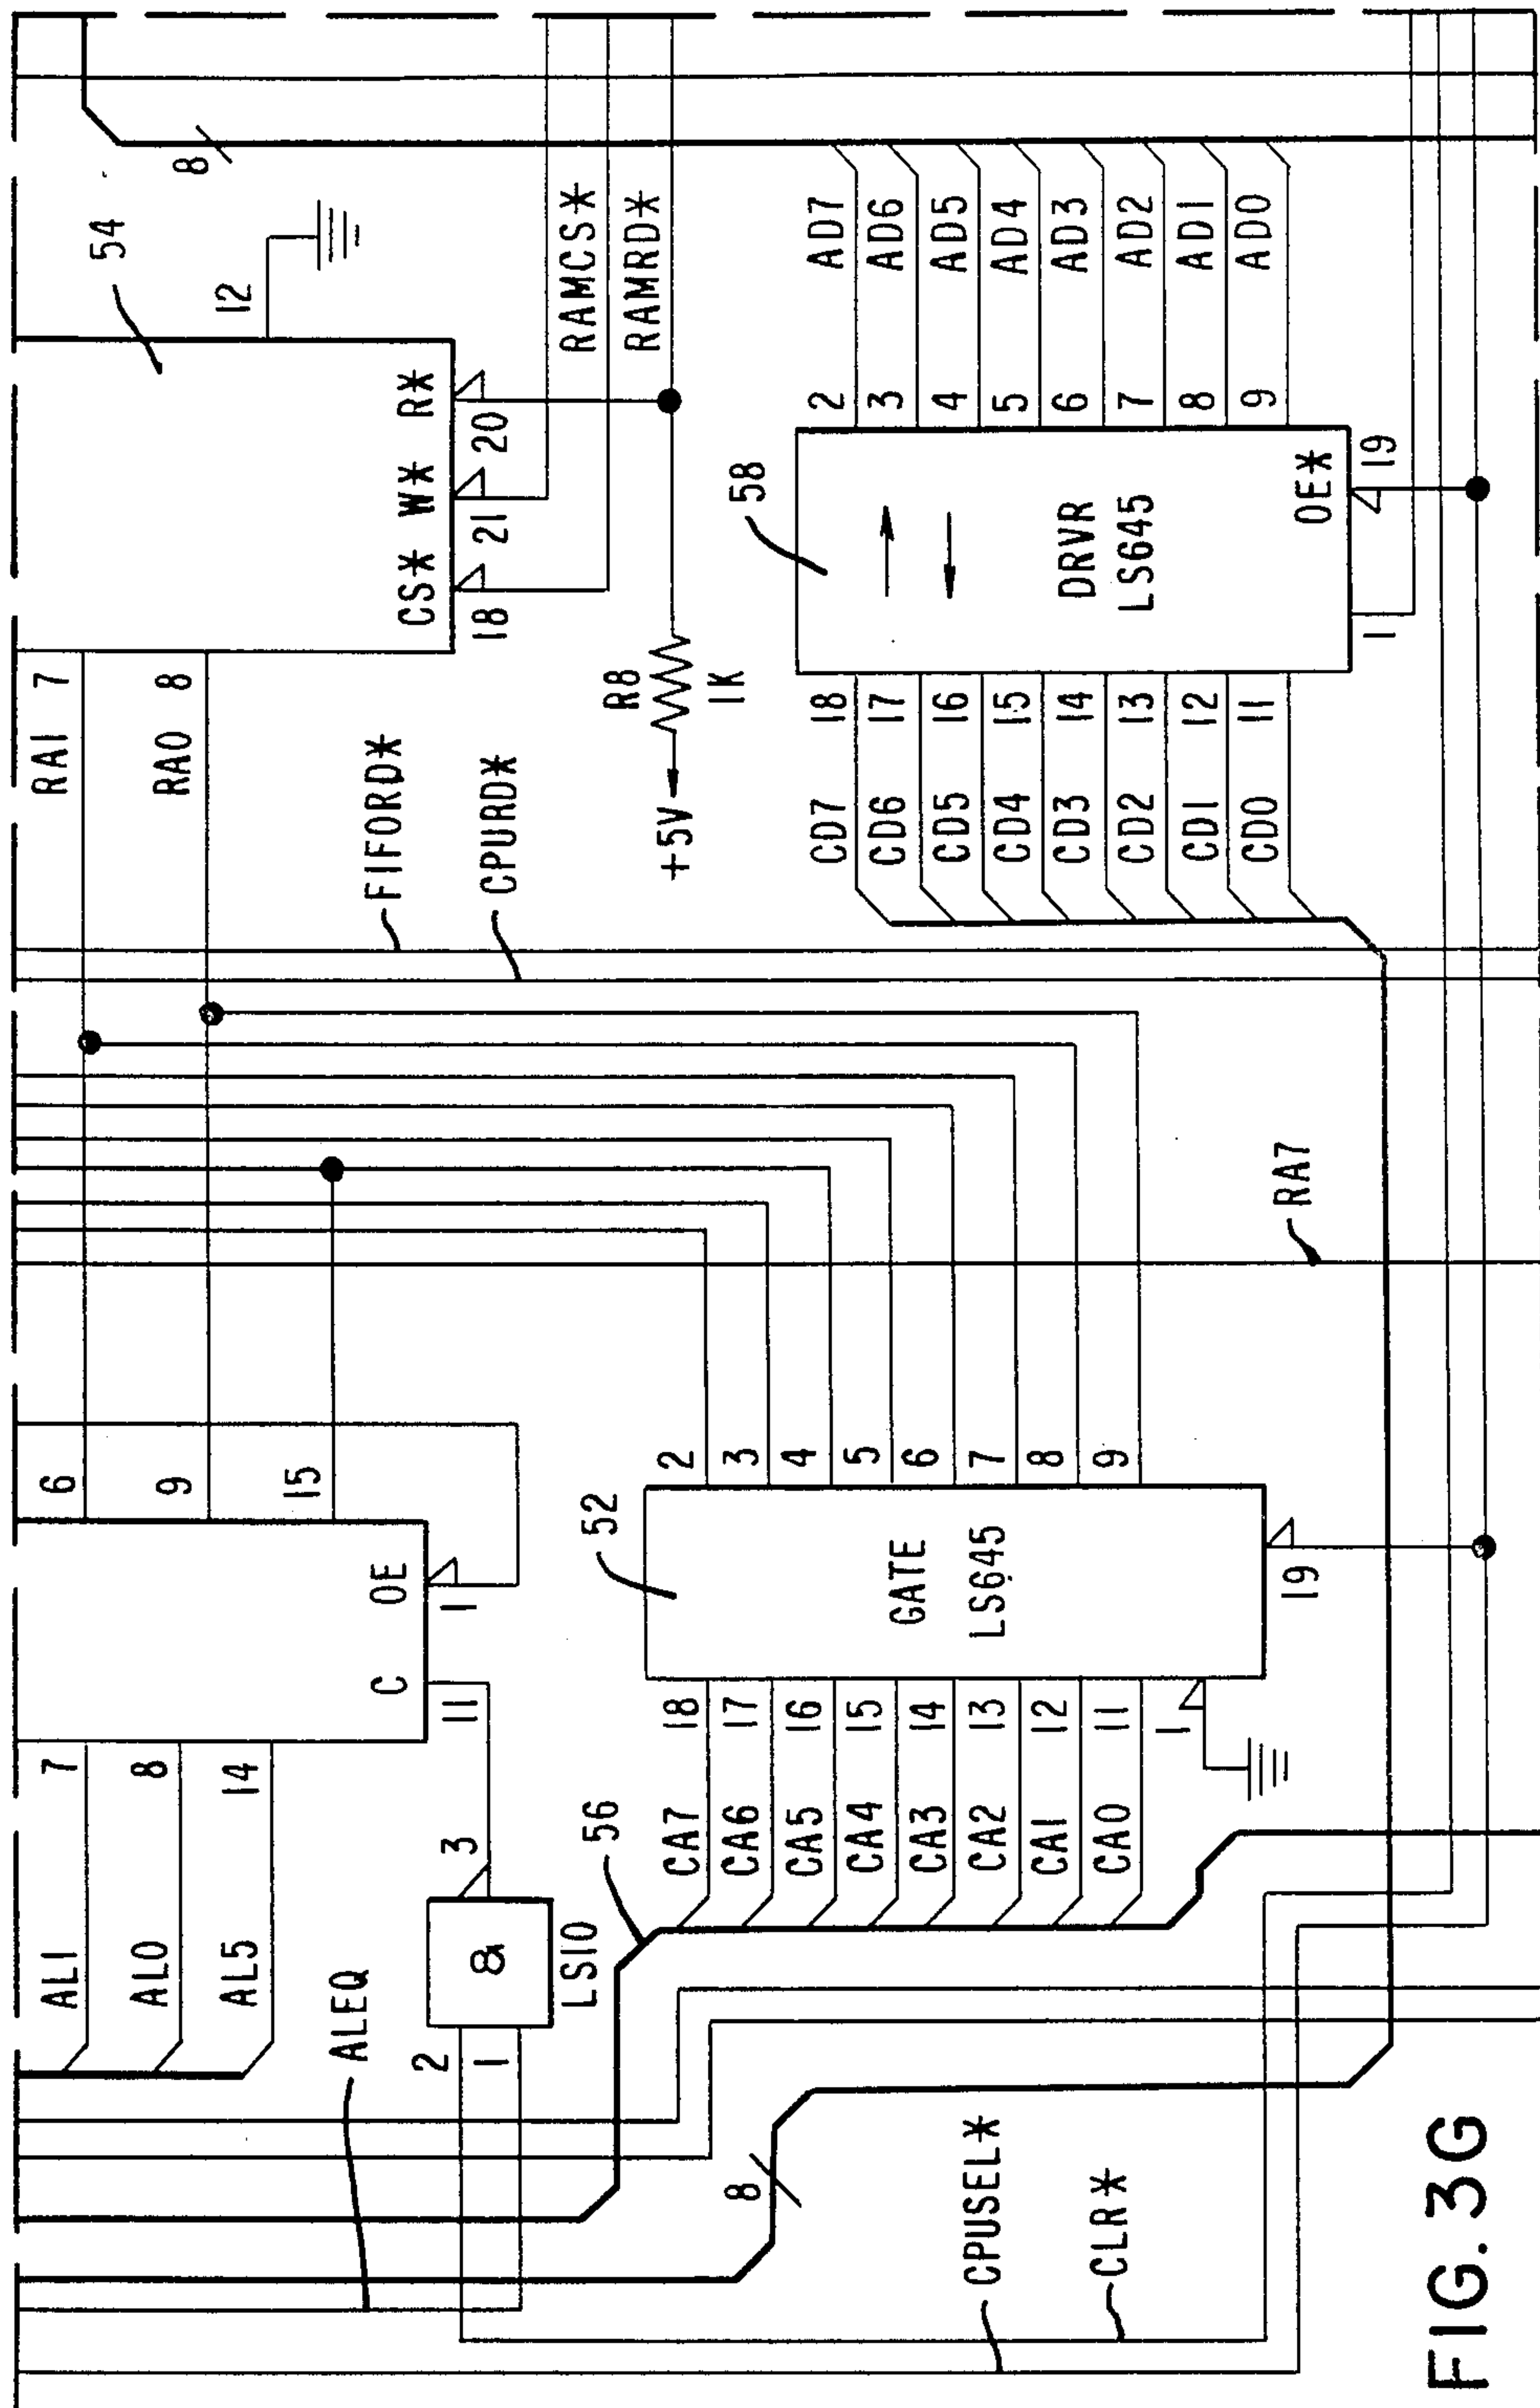 ALEQ
AL1 7
AL0 8
AL5 14
6
9
15
C OE
11 1
2
1
&
3
LS10
RA1 7
RA0 8
54
12
8
CS* W* R*
18 21 20
RAMCS*
RAMRD*
FIFORD*
CPURD*
R8
1K
+5V
56
52
CA7 18
CA6 17
CA5 16
CA4 15
CA3 14
CA2 13
CA1 12
CA0 11
1
GATE
LS645
2
3
4
5
6
7
8
9
19
58
CD7 18
CD6 17
CD5 16
CD4 15
CD3 14
CD2 13
CD1 12
CD0 11
DRVR
LS645
OE*
1
19
2 AD7
3 AD6
4 AD5
5 AD4
6 AD3
7 AD2
8 AD1
9 AD0
8
CPUSEL*
CLR*
RA7
FIG. 3G